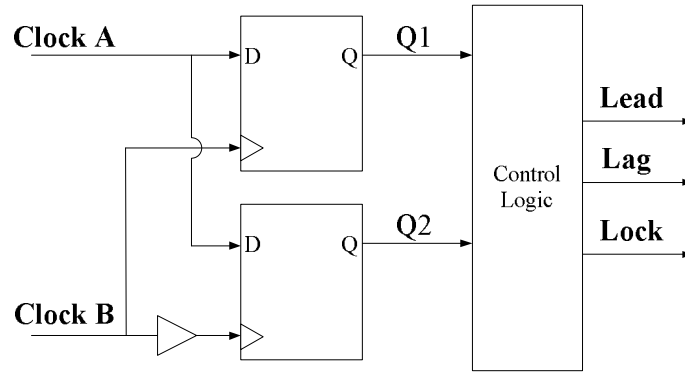 Clock A
D
Q
Q1
Lead
Lag
Control
Logic
Lock
D
Q
Q2
Clock B